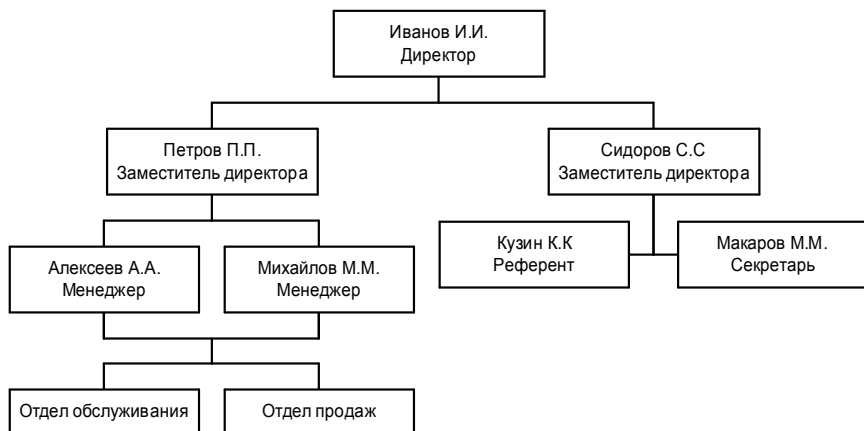 Иванов И.И.
Директор
Петров П.П.
Заместитель директора
Сидоров С.С
Заместитель директора
Алексеев А.А.
Менеджер
Михайлов М.М.
Менеджер
Кузин К.К
Референт
Макаров М.М.
Секретарь
Отдел обслуживания
Отдел продаж